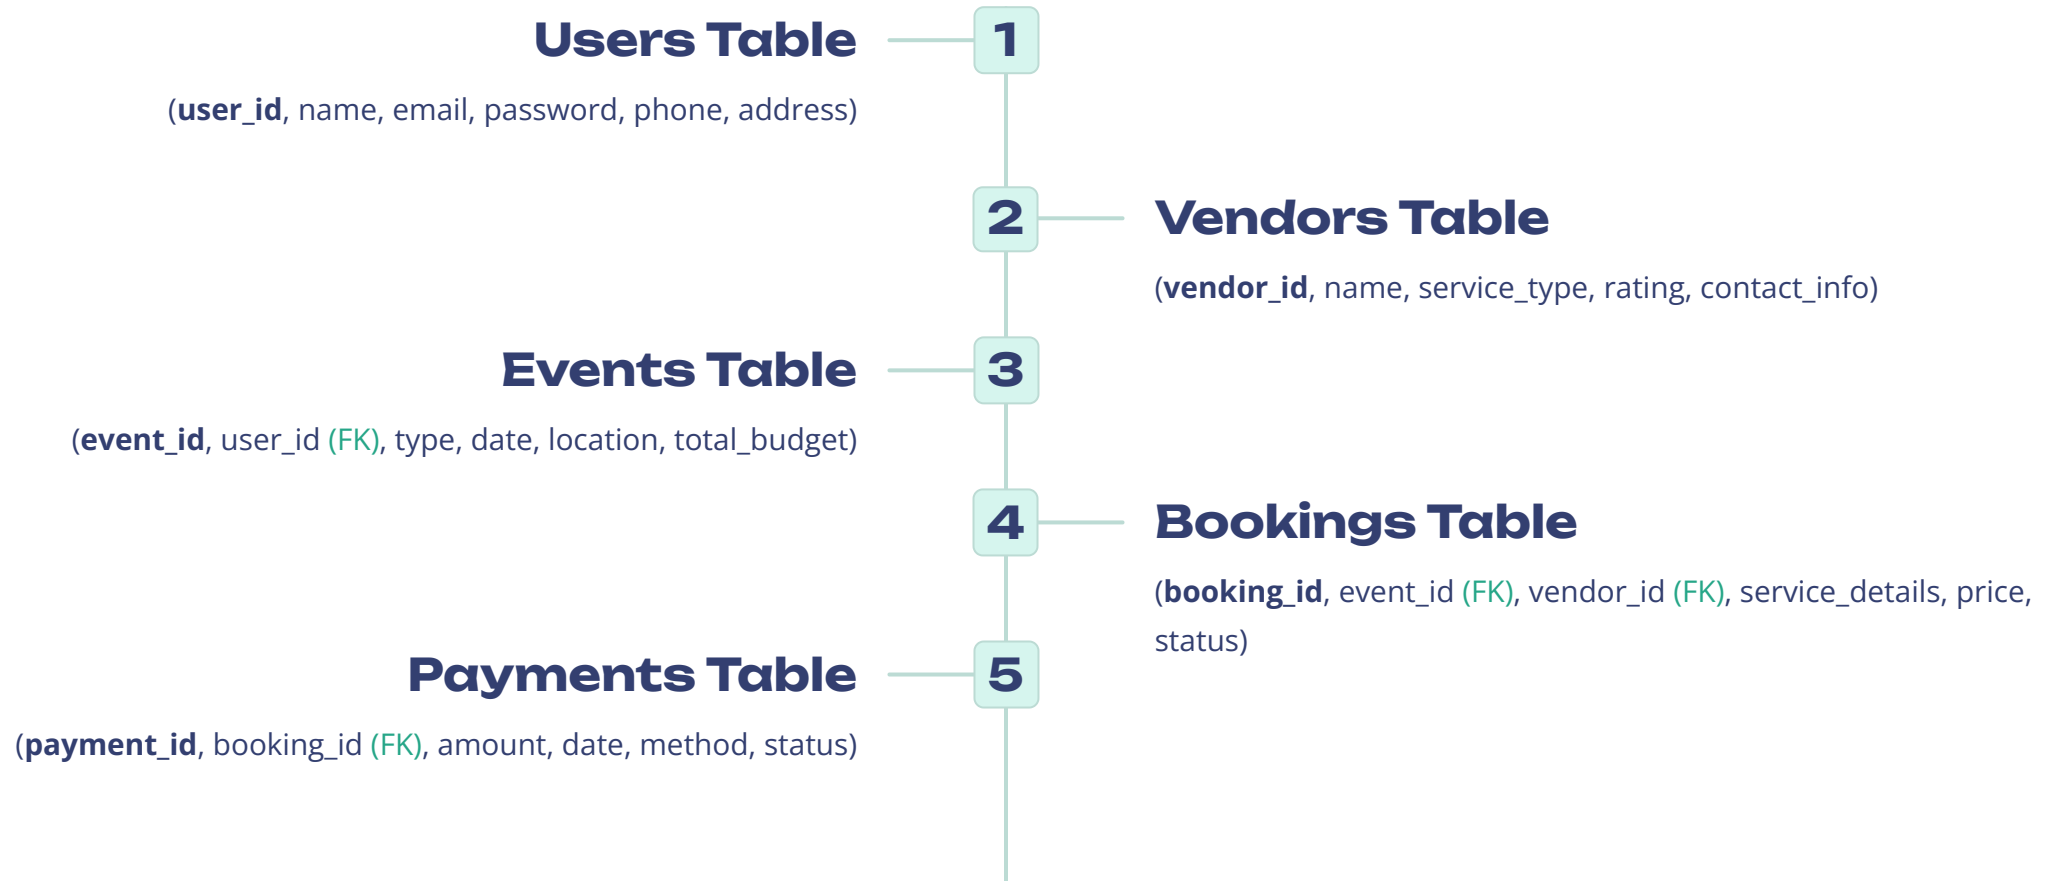 Users Table
1
(user_id, name, email, password, phone, address)
2
Vendors Table
(vendor_id, name, service_type, rating, contact_info)
Events Table
3
(event_id, user_id (FK), type, date, location, total_budget)
4
Bookings Table
(booking_id, event_id (FK), vendor_id (FK), service_details, price,
status)
Payments Table
5
(payment_id, booking_id (FK), amount, date, method, status)